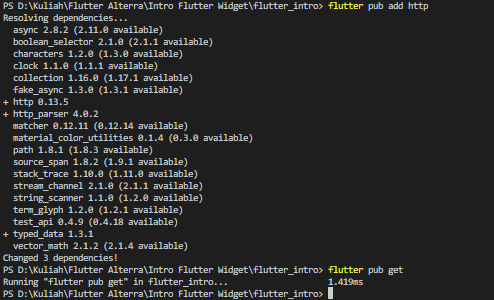 PS D:\Kuliah\Flutter Alterra\Intro Flutter Widget\flutter_intro> flutter pub add http
Resolving dependencies...
  async 2.8.2 (2.11.0 available)
  boolean_selector 2.1.0 (2.1.1 available)
  characters 1.2.0 (1.3.0 available)
  clock 1.1.0 (1.1.1 available)
  collection 1.16.0 (1.17.1 available)
  fake_async 1.3.0 (1.3.1 available)
+ http 0.13.5
+ http_parser 4.0.2
  matcher 0.12.11 (0.12.14 available)
  material_color_utilities 0.1.4 (0.3.0 available)
  path 1.8.1 (1.8.3 available)
  source_span 1.8.2 (1.9.1 available)
  stack_trace 1.10.0 (1.11.0 available)
  stream_channel 2.1.0 (2.1.1 available)
  string_scanner 1.1.0 (1.2.0 available)
  term_glyph 1.2.0 (1.2.1 available)
  test_api 0.4.9 (0.4.18 available)
+ typed_data 1.3.1
  vector_math 2.1.2 (2.1.4 available)
Changed 3 dependencies!
PS D:\Kuliah\Flutter Alterra\Intro Flutter Widget\flutter_intro> flutter pub get
Running "flutter pub get" in flutter_intro... 1.419ms
PS D:\Kuliah\Flutter Alterra\Intro Flutter Widget\flutter_intro>